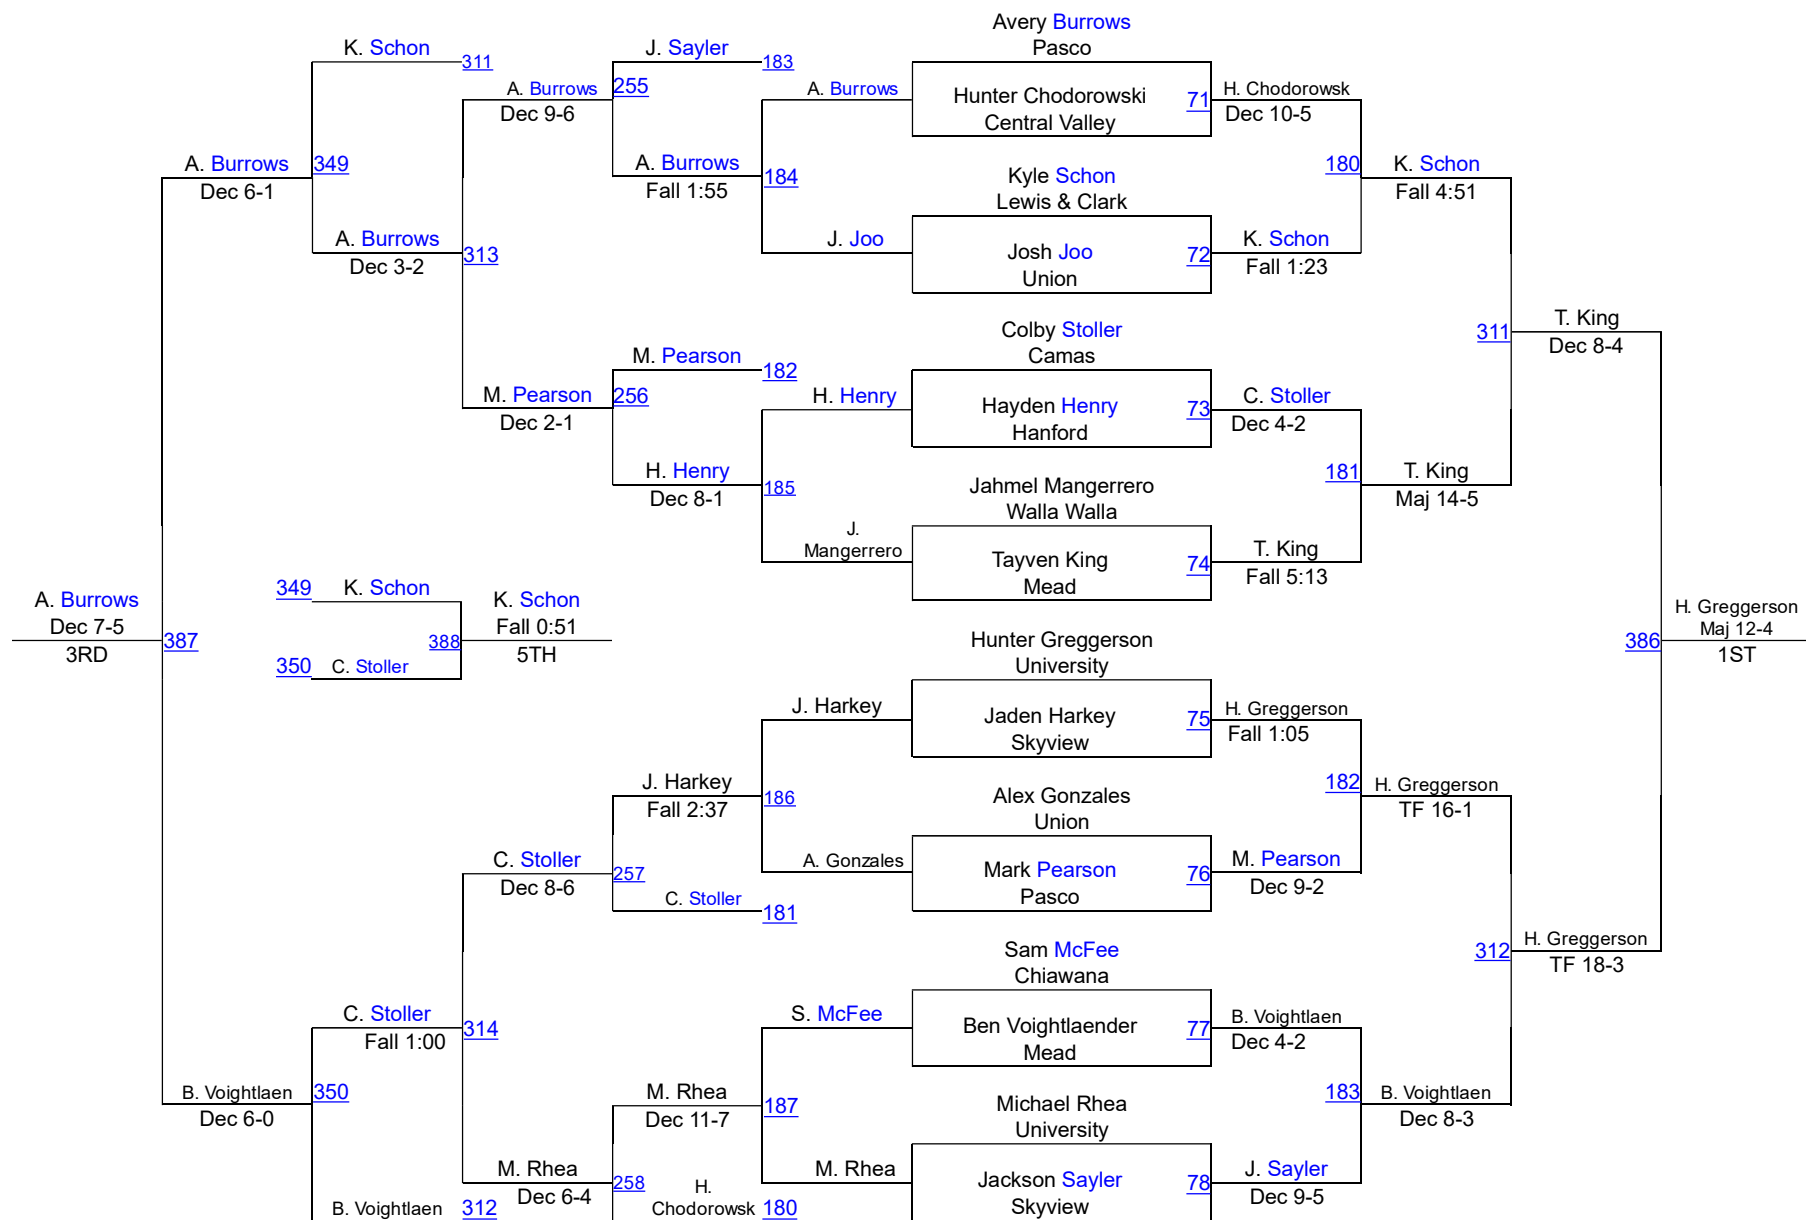 Avery Burrows
K. Schon
J. Sayler
Pasco
311
183
A. Burrows
255
A. Burrows
Hunter Chodorowski
71
H. Chodorowsk
Dec 9-6
Central Valley
Dec 10-5
A. Burrows
349
A. Burrows
184
Kyle Schon
180
K. Schon
Dec 6-1
Fall 1:55
Lewis & Clark
Fall 4:51
A. Burrows
313
J. Joo
Josh Joo
72
K. Schon
Dec 3-2
Union
Fall 1:23
Colby Stoller
311
T. King
M. Pearson
Camas
Dec 8-4
182
M. Pearson
256
H. Henry
Hayden Henry
73
C. Stoller
Dec 2-1
Hanford
Dec 4-2
H. Henry
185
Jahmel Mangerrero
181
T. King
Dec 8-1
Walla Walla
Maj 14-5
J.
Mangerrero
Tayven King
74
T. King
Mead
Fall 5:13
349
K. Schon
A. Burrows
K. Schon
H. Greggerson
Dec 7-5
387
388
Fall 0:51
Hunter Greggerson
386
Maj 12-4
3RD
5TH
University
1ST
350
C. Stoller
J. Harkey
Jaden Harkey
75
H. Greggerson
Skyview
Fall 1:05
J. Harkey
186
Alex Gonzales
182
H. Greggerson
Fall 2:37
Union
TF 16-1
C. Stoller
257
A. Gonzales
Mark Pearson
76
M. Pearson
Dec 8-6
Pasco
Dec 9-2
C. Stoller
181
Sam McFee
312
H. Greggerson
Chiawana
TF 18-3
C. Stoller
314
S. McFee
Ben Voightlaender
77
B. Voightlaen
Fall 1:00
Mead
Dec 4-2
B. Voightlaen
350
M. Rhea
187
Michael Rhea
183
B. Voightlaen
Dec 6-0
Dec 11-7
University
Dec 8-3
M. Rhea
258
M. Rhea
Jackson Sayler
78
J. Sayler
Dec 6-4
Skyview
Dec 9-5
B. Voightlaen
312
H.
Chodorowsk
180